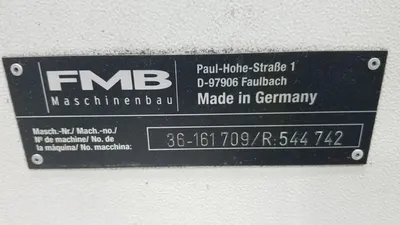 FMB
Maschinenbau
Paul-Hohe-Straße 1
D-97906 Faulbach
Made in Germany
Masch.-Nr./ Mach.-no./
Nº de machine/ No. de
la máquina/ No. macchina:
36-161 709/R: 544 742